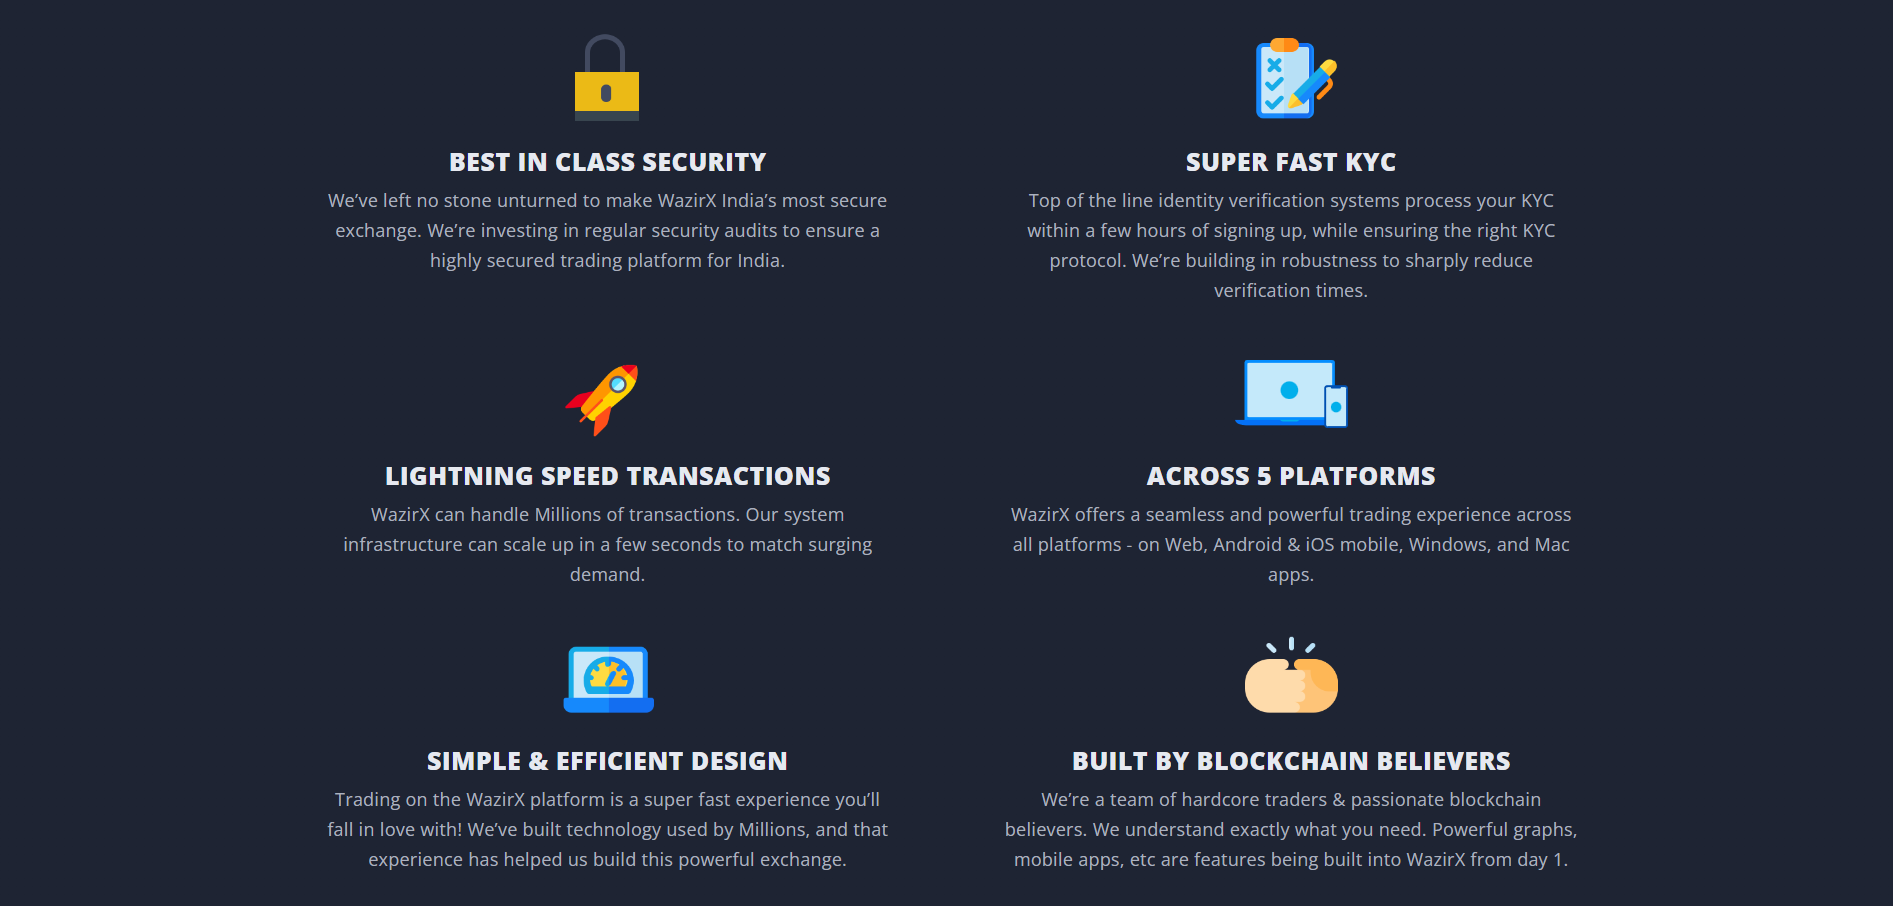 BEST IN CLASS SECURITY
We’ve left no stone unturned to make WazirX India’s most secure
exchange. We’re investing in regular security audits to ensure a
highly secured trading platform for India.
SUPER FAST KYC
Top of the line identity verification systems process your KYC
within a few hours of signing up, while ensuring the right KYC
protocol. We’re building in robustness to sharply reduce
verification times.
LIGHTNING SPEED TRANSACTIONS
WazirX can handle Millions of transactions. Our system
infrastructure can scale up in a few seconds to match surging
demand.
ACROSS 5 PLATFORMS
WazirX offers a seamless and powerful trading experience across
all platforms - on Web, Android & iOS mobile, Windows, and Mac
apps.
SIMPLE & EFFICIENT DESIGN
Trading on the WazirX platform is a super fast experience you’ll
fall in love with! We’ve built technology used by Millions, and that
experience has helped us build this powerful exchange.
BUILT BY BLOCKCHAIN BELIEVERS
We’re a team of hardcore traders & passionate blockchain
believers. We understand exactly what you need. Powerful graphs,
mobile apps, etc are features being built into WazirX from day 1.